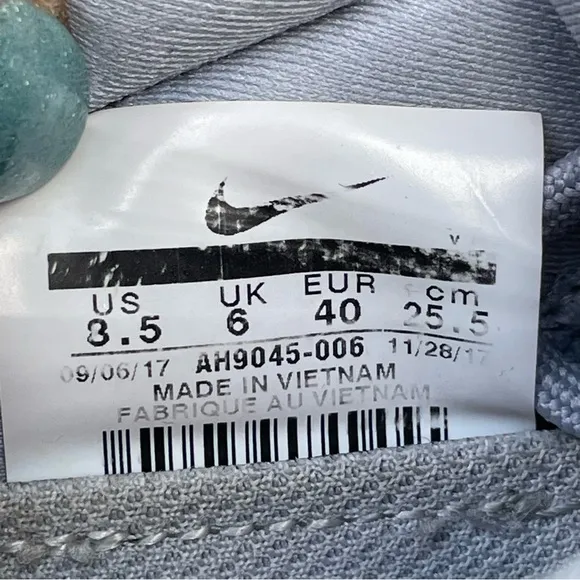 V
US UK EUR cm
8.5 6 40 25.5
09/06/17 AH9045-006 11/28/17
MADE IN VIETNAM
FABRIQUE AU VIETNAM